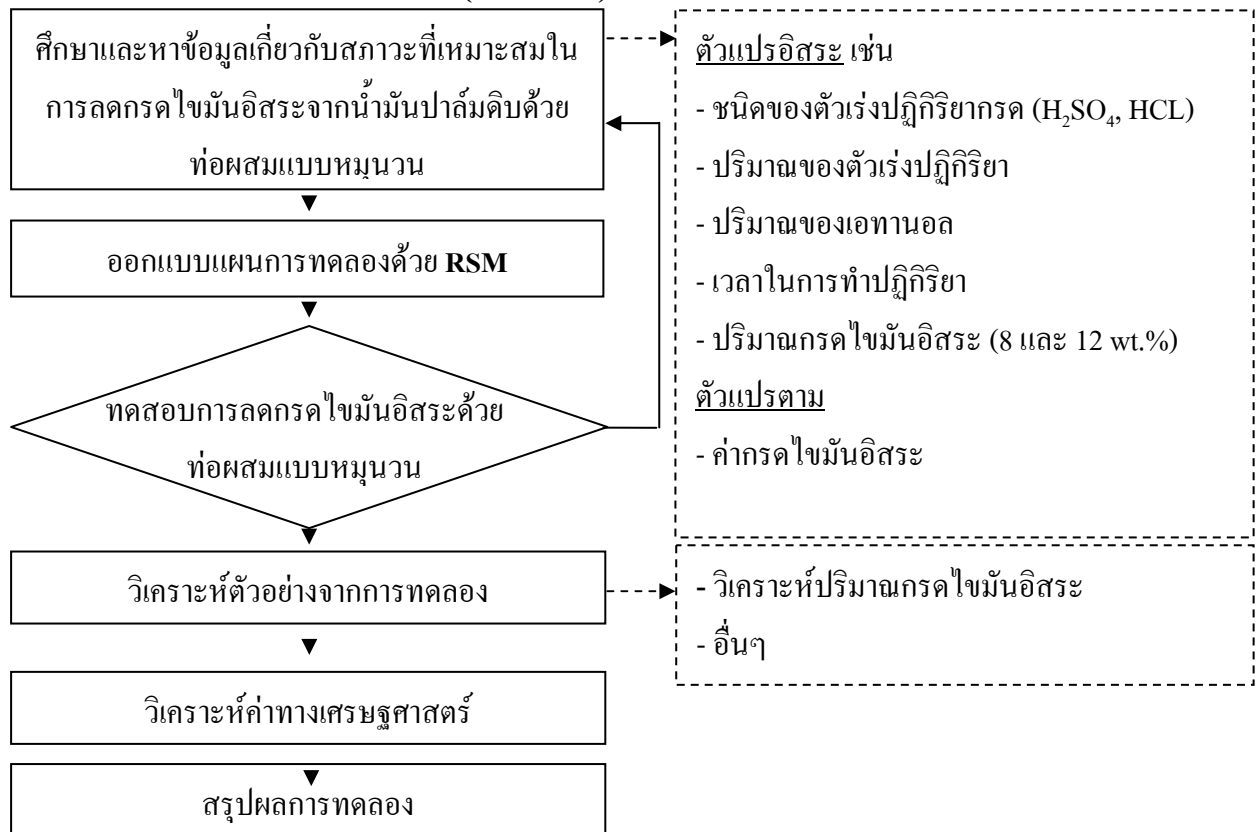 ศึกษาและหาข้อมูลเกี่ยวกับสภาวะที่เหมาะสมใน
การลดกรดไขมันอิสระจากน้ำมันปาล์มดิบด้วย
ท่อผสมแบบหมุนวน
ออกแบบแผนการทดลองด้วย RSM
ทดสอบการลดกรดไขมันอิสระด้วย
ท่อผสมแบบหมุนวน
วิเคราะห์ตัวอย่างจากการทดลอง
วิเคราะห์ค่าทางเศรษฐศาสตร์
สรุปผลการทดลอง
ตัวแปรอิสระ เช่น
- ชนิดของตัวเร่งปฏิกิริยากรด (H₂SO₄, HCL)
- ปริมาณของตัวเร่งปฏิกิริยา
- ปริมาณของเอทานอล
- เวลาในการทำปฏิกิริยา
- ปริมาณกรดไขมันอิสระ (8 และ 12 wt.%)
ตัวแปรตาม
- ค่ากรดไขมันอิสระ
- วิเคราะห์ปริมาณกรดไขมันอิสระ
- อื่นๆ